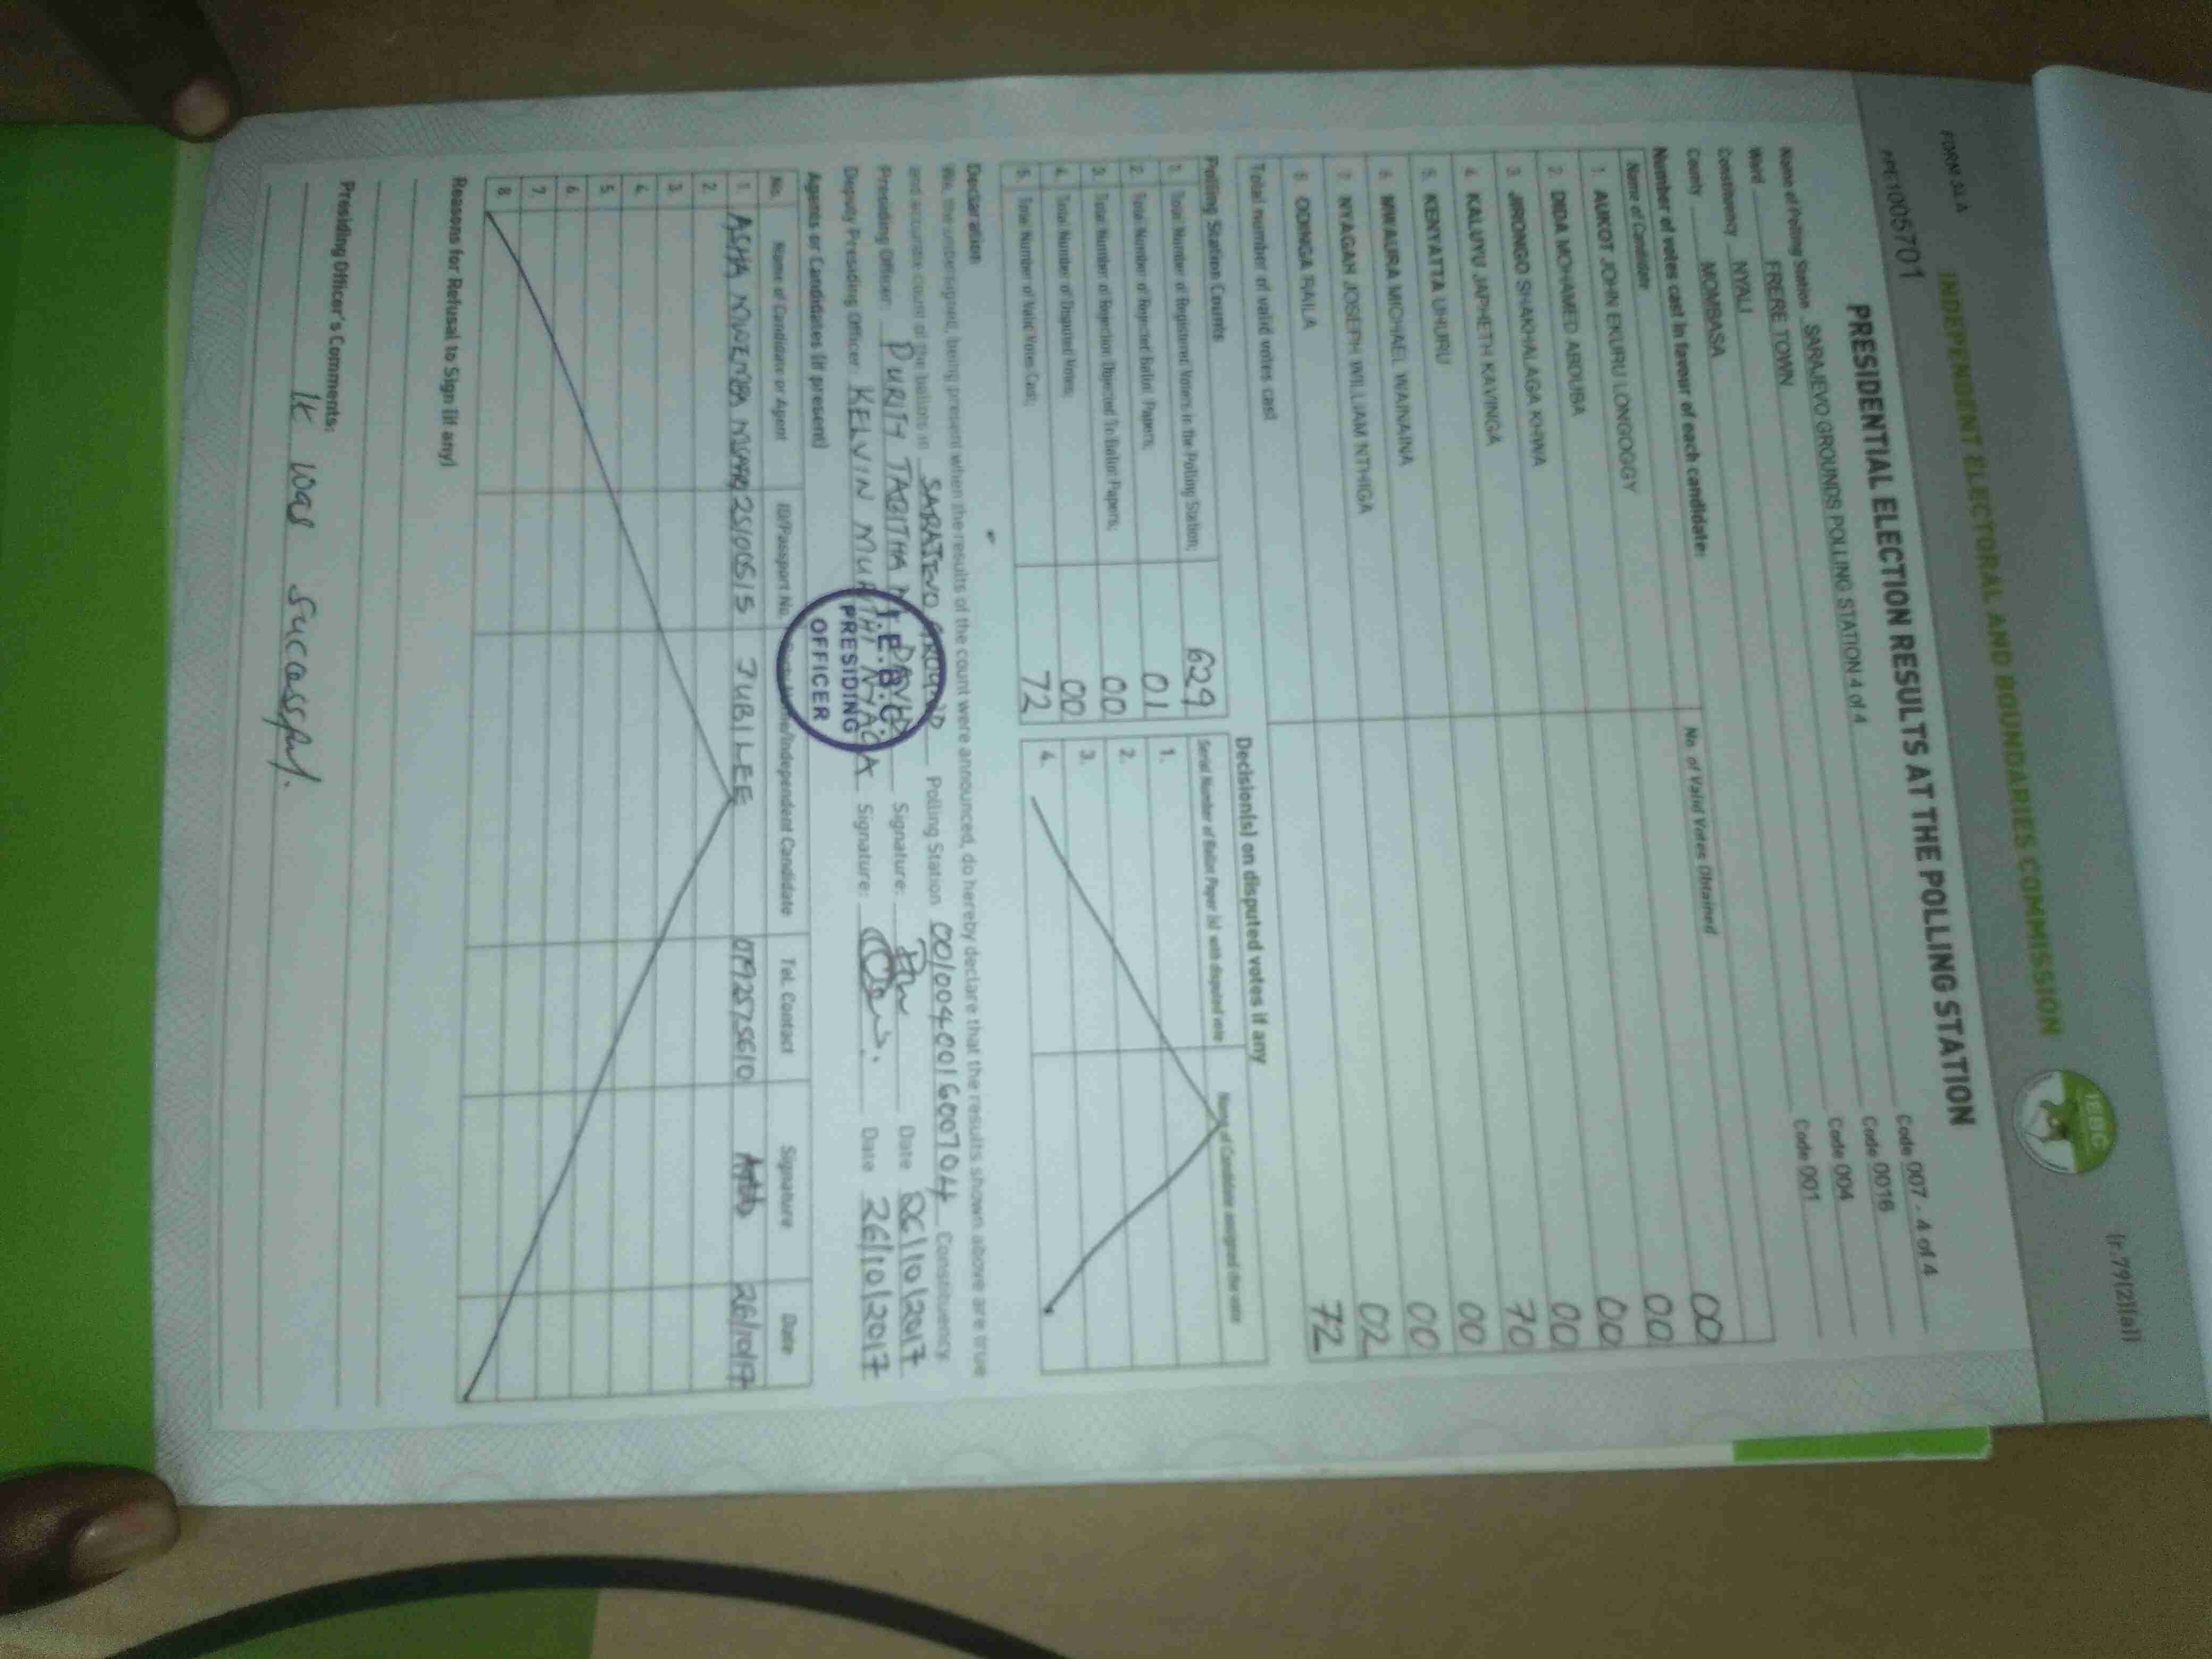 FORM 34A
(r.79(2)(a))
INDEPENDENT ELECTORAL AND BOUNDARIES COMMISSION
IEBC
PRESIDENTIAL ELECTION RESULTS AT THE POLLING STATION
Name of Polling Station SARAJEVO GROUNDS POLLING STATION 4 of 4 Code 007 - 4 of 4
Ward FRERE TOWN Code 0016
Constituency NYALI Code 004
County MOMBASA Code 001
Number of votes cast in favour of each candidate:
Name of Candidate No. of Valid Votes Obtained
1. AUKOT JOHN EKURU LONGOGGY 00
2. DIDA MOHAMED ABDUBA 00
3. JIRONGO SHAKHALAGA KHWA 00
4. KALUYU JAPHETH KAVINGA 00
5. KENYATTA UHURU 70
6. MWAURA MICHAEL WAINAINA 00
7. NYAGAH JOSEPH WILLIAM NTHIGA 00
8. ODINGA RAILA 02
Total number of valid votes cast 72
Polling Station Counts
1. Total Number of Registered Voters in the Polling Station; 629
2. Total Number of Rejected Ballot Papers; 01
3. Total Number of Rejection Objected To Ballot Papers; 00
4. Total Number of Disputed Votes; 00
5. Total Number of Valid Votes Cast; 72
Decision(s) on disputed votes if any
Serial Number of Ballot Paper (s) with disputed vote Name of Candidate assigned the vote
1.
2.
3.
4.
Declaration
We, the undersigned, being present when the results of the count were announced, do hereby declare that the results shown above are true
and accurate count of the ballots in SARAJEVO GROUND Polling Station 001004001600704 Constituency.
Presiding Officer: PURITY TABITHA Signature: Date 26/10/2017
Deputy Presiding Officer KELVIN MURITHI NYAGA Signature: Date 26/10/2017
I.E.B.C.
PRESIDING
OFFICER
Agents or Candidates (if present)
No. Name of Candidate or Agent ID/Passport No. Party Name/Independent Candidate Tel. Contact Signature Date
1. ASHA 25100515 JUBILEE 0792575610 26/10/17
2.
3.
4.
5.
6.
7.
8.
Reasons for Refusal to Sign (if any)
Presiding Officer's Comments:
It was successful.